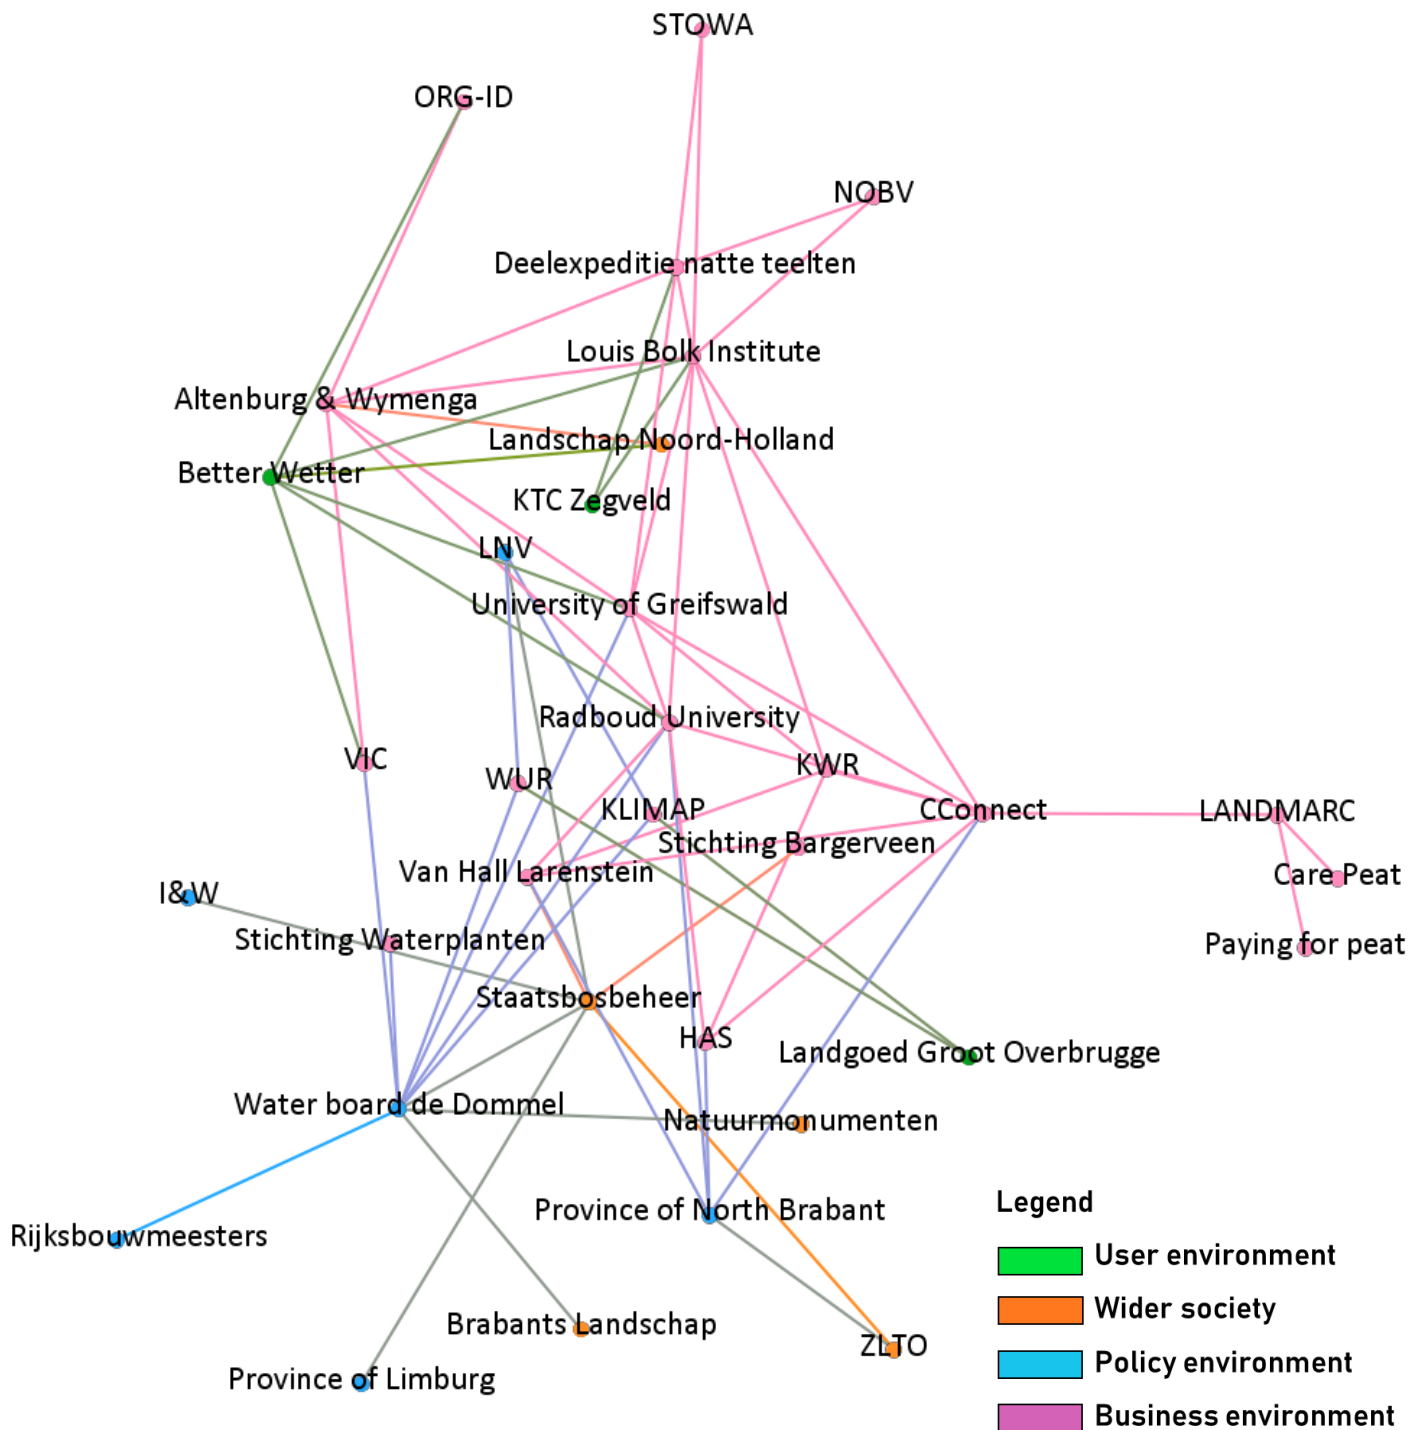 STOWA
ORG-ID
NOBV
Deelexpeditie natte teelten
Louis Bolk Institute
Altenburg & Wymenga
Landschap Noord-Holland
Better Wetter
KTC Zegveld
LNV
University of Greifswald
Radboud University
VIC
KWR
WUR
KLIMAP
CConnect
LANDMARC
Stichting Bargerveen
Van Hall Larenstein
Care Peat
I&W
Stichting Waterplanten
Paying for peat
Staatsbosbeheer
HAS
Landgoed Groot Overbrugge
Water board de Dommel
Natuurmonumenten
Province of North Brabant
Rijksbouwmeesters
Brabants Landschap
ZLTO
Province of Limburg
Legend
User environment
Wider society
Policy environment
Business environment